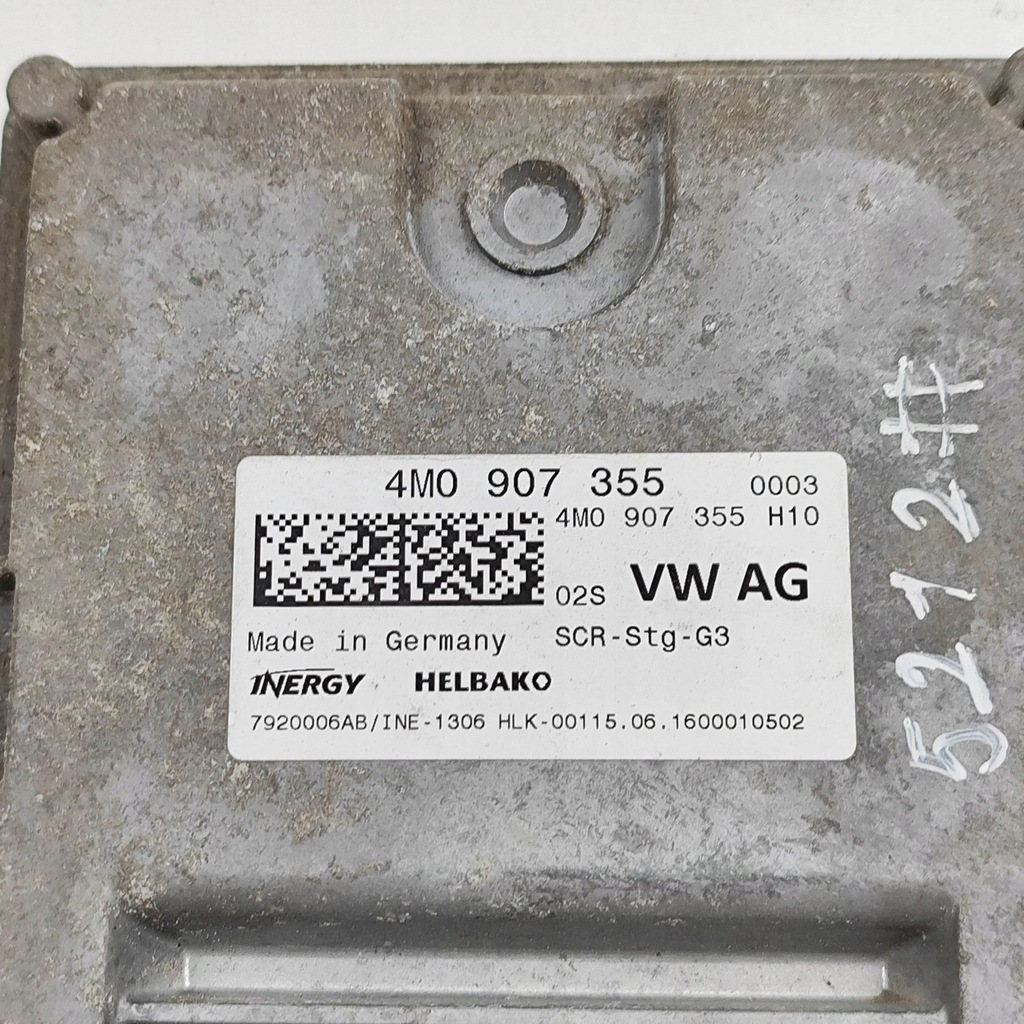 4M0 907 355 0003
4M0 907 355 H10
02S VW AG
Made in Germany SCR-Stg-G3
INERGY HELBAKO
7920006AB/INE-1306 HLK-00115.06.1600010502
5212#